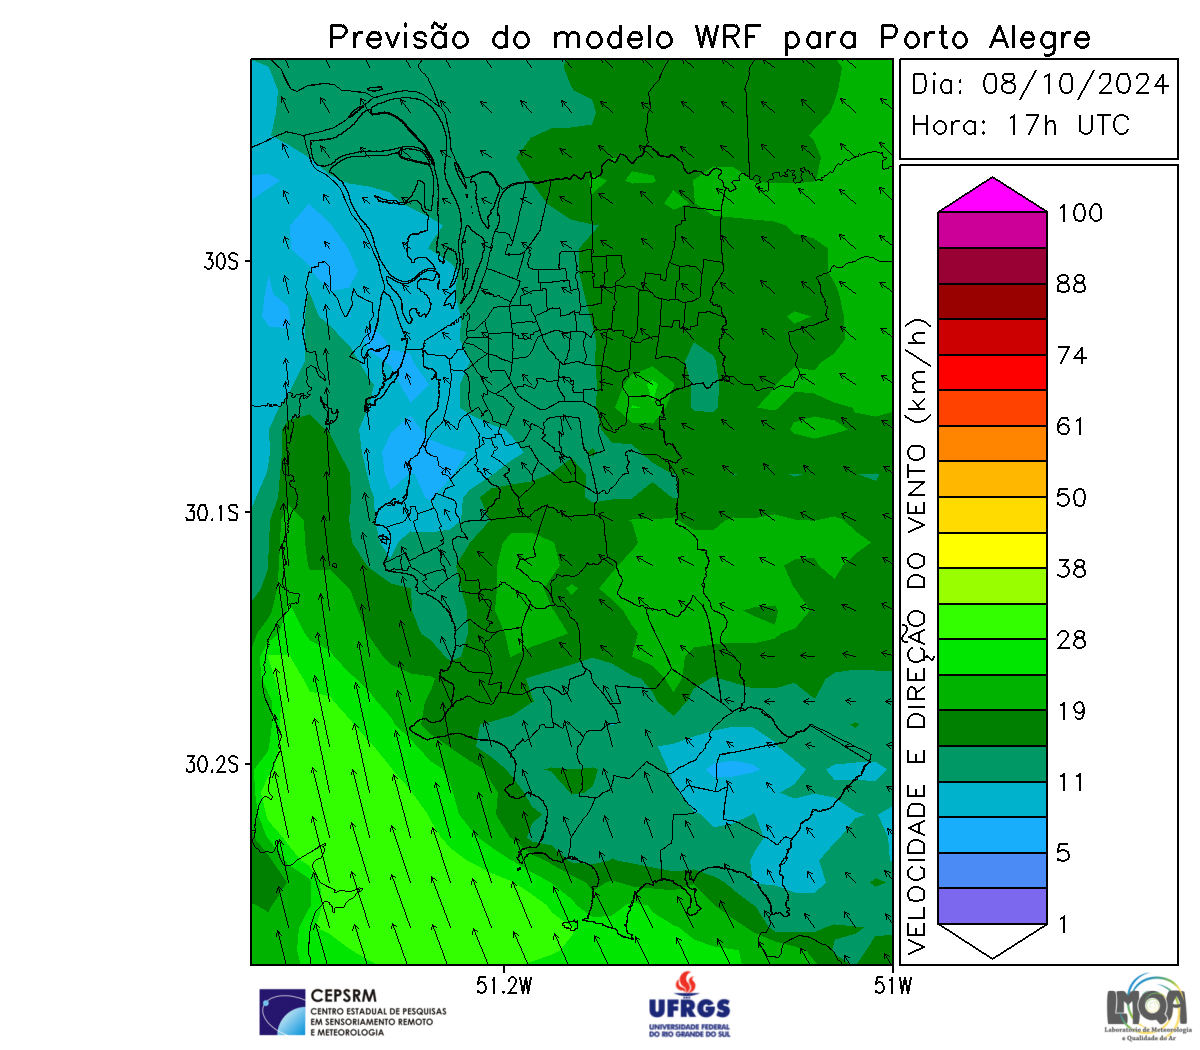 Previsão do modelo WRF para Porto Alegre
Dia: 08/10/2024
Hora: 17h UTC
100
88
74
61
50
38
28
19
11
5
1
VELOCIDADE E DIREÇÃO DO VENTO (km/h)
30S
30.1S
30.2S
51.2W
51W
CEPSRM
CENTRO ESTADUAL DE PESQUISAS
EM SENSORIAMENTO REMOTO
E METEOROLOGIA
UFRGS
UNIVERSIDADE FEDERAL
DO RIO GRANDE DO SUL
LMQA
Laboratório de Meteorologia
e Qualidade do Ar